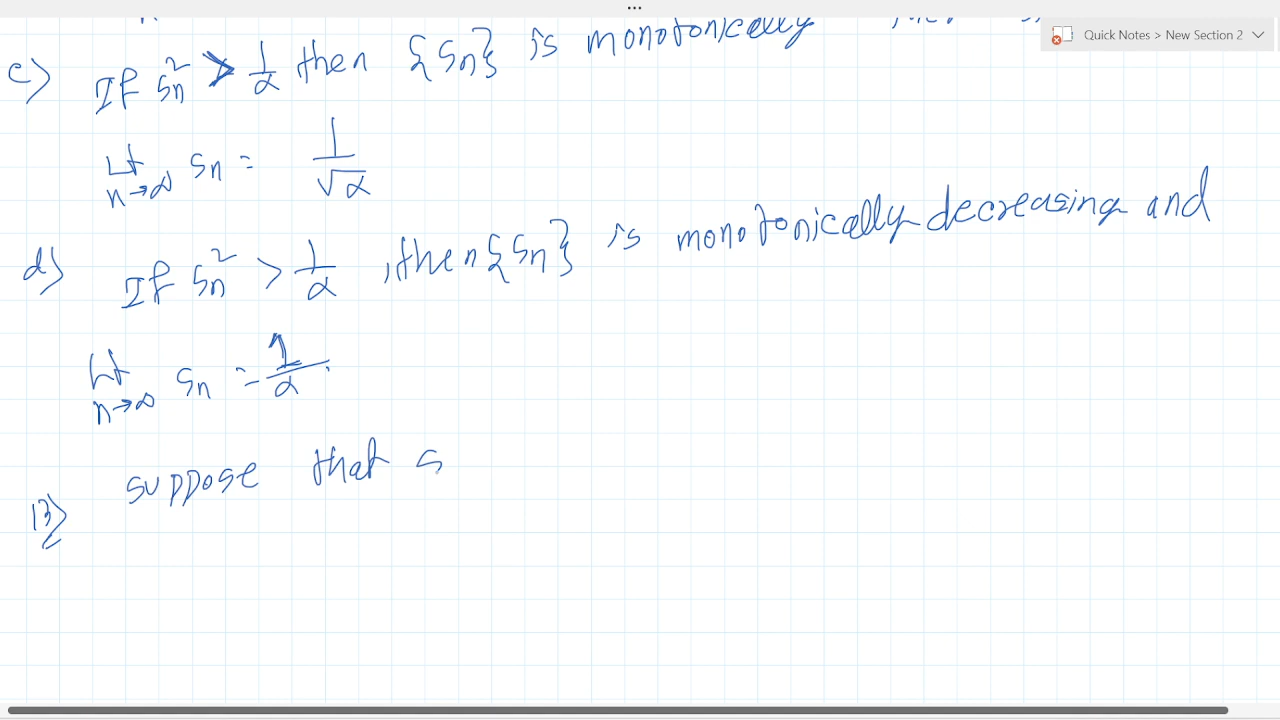 Quick Notes > New Section 2
c) If Sn² > 1/α then {Sn} is monotonically
Lt n→∞ Sn = 1/√α
d) If Sn² > 1/α, then {Sn} is monotonically decreasing and
Lt n→∞ Sn = 1/α.
13) suppose that s